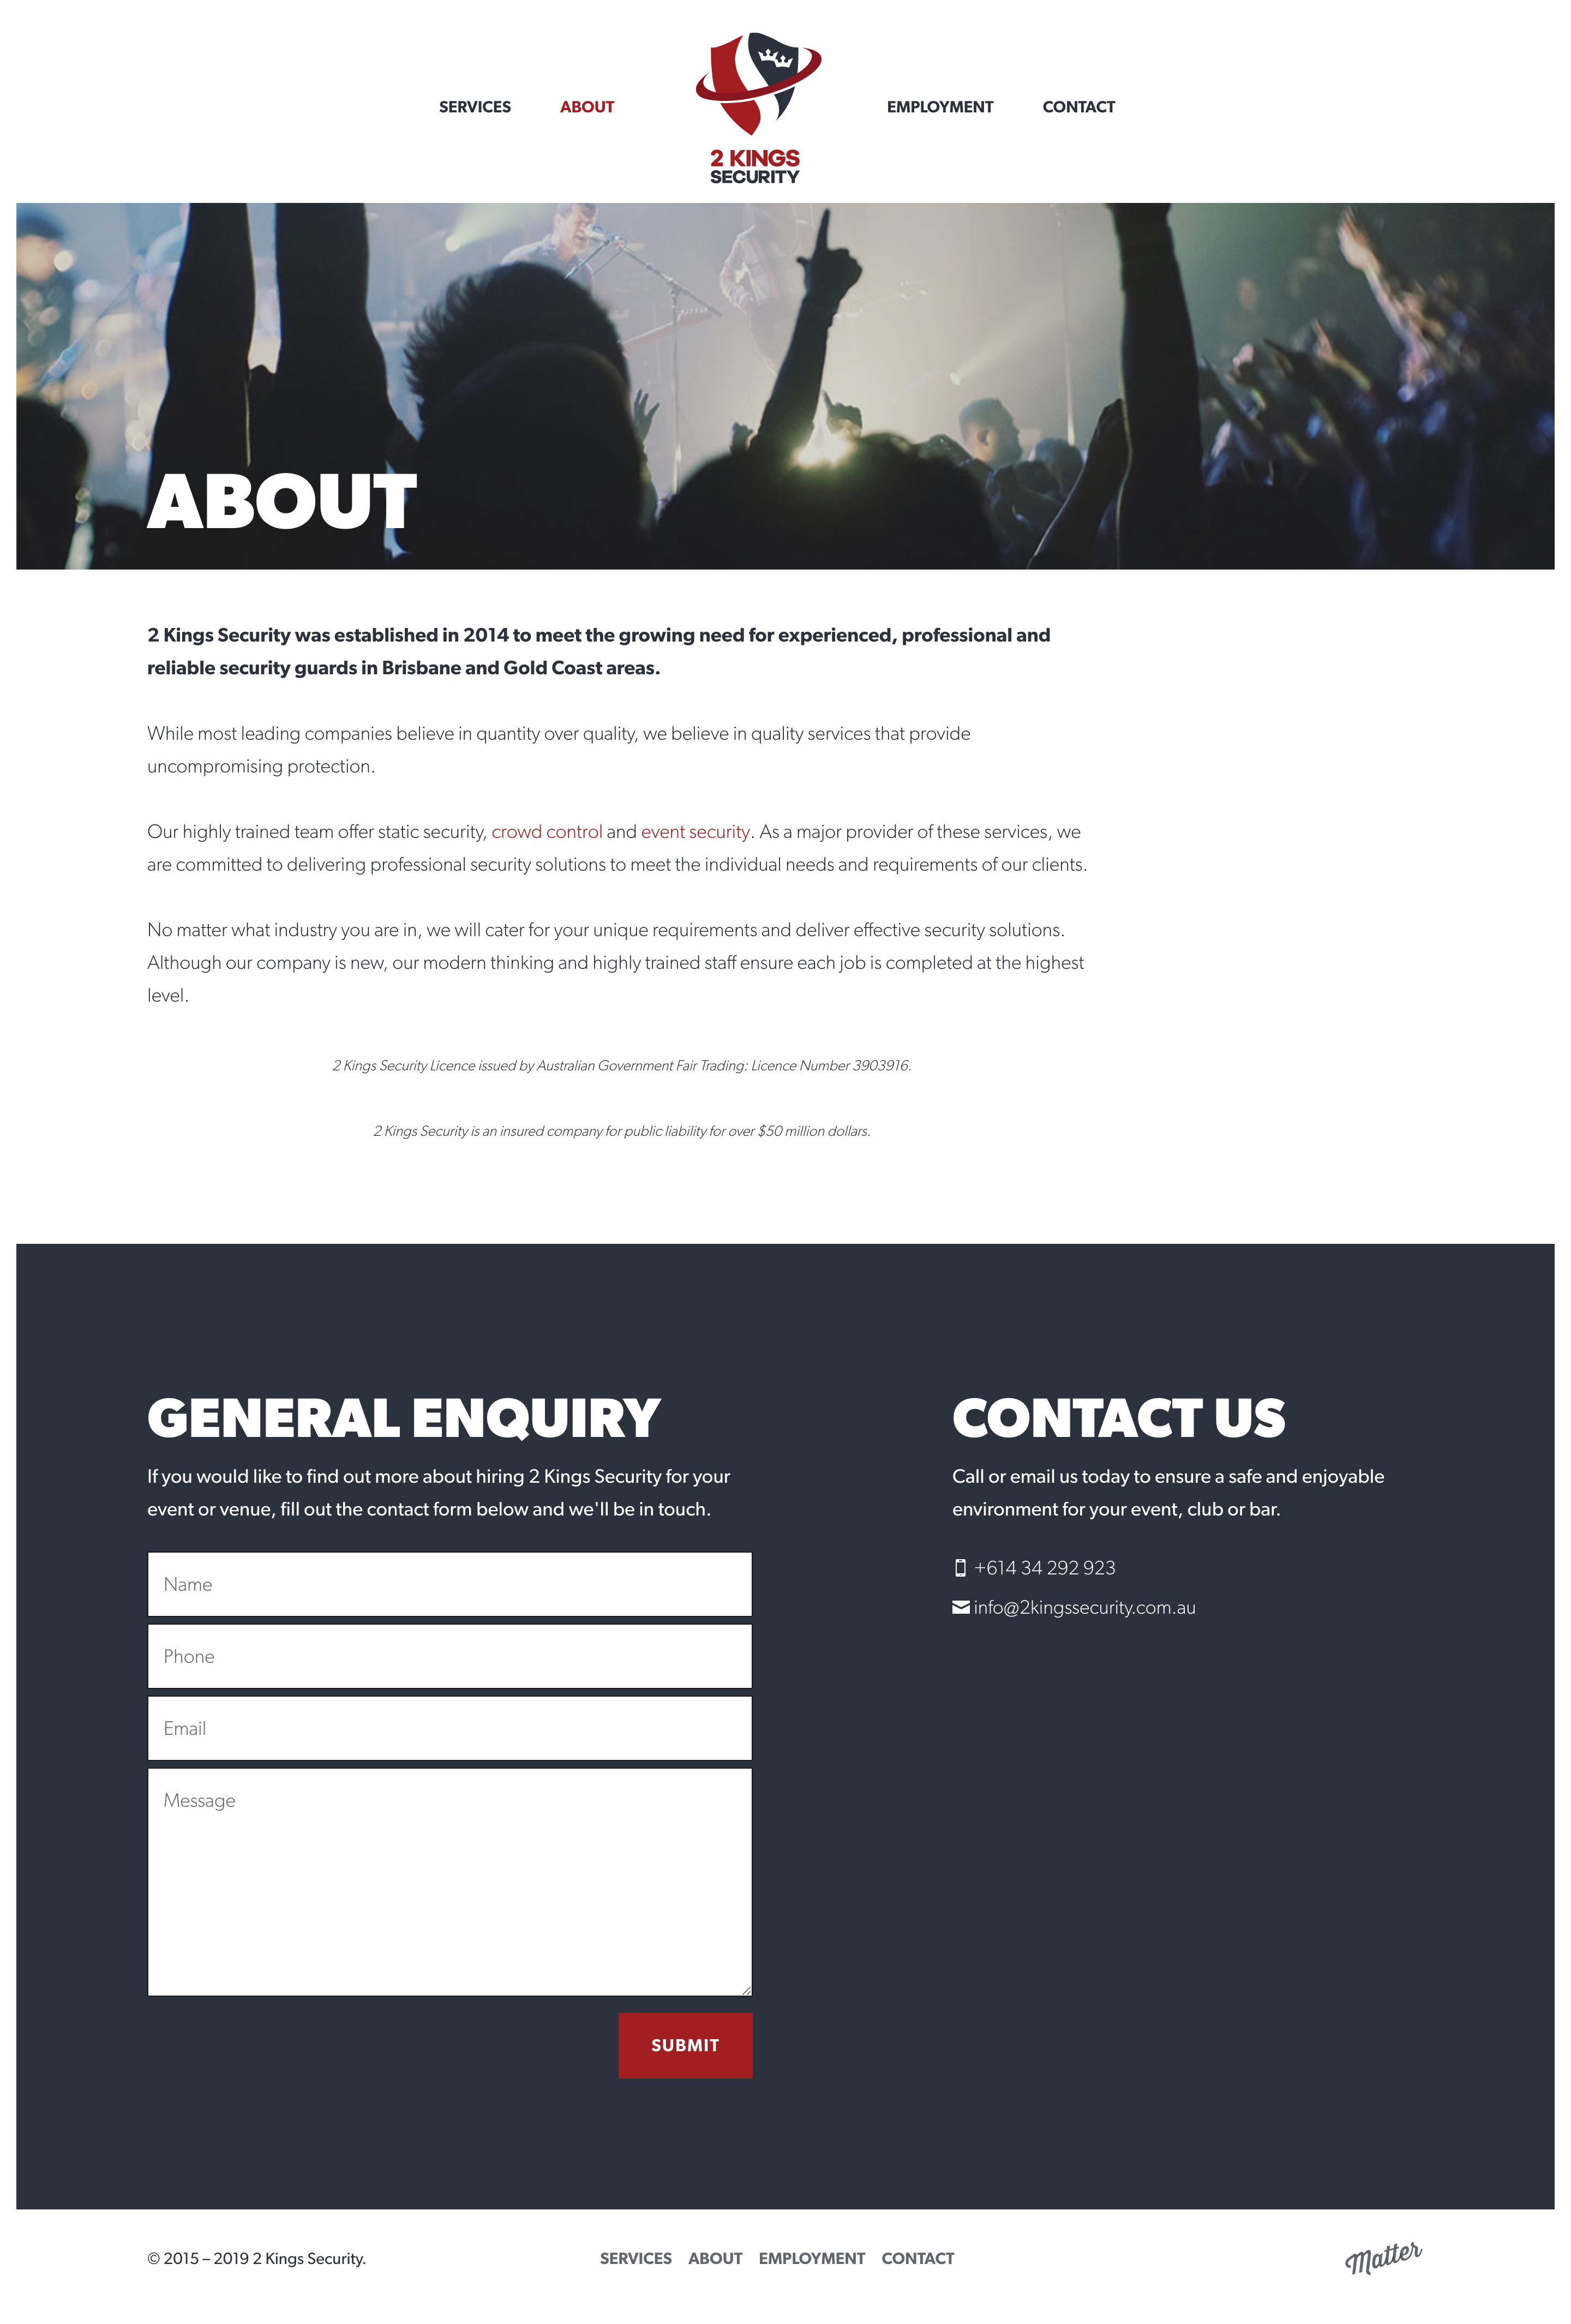 SERVICES ABOUT EMPLOYMENT CONTACT
2 KINGS
SECURITY
ABOUT
2 Kings Security was established in 2014 to meet the growing need for experienced, professional and
reliable security guards in Brisbane and Gold Coast areas.
While most leading companies believe in quantity over quality, we believe in quality services that provide
uncompromising protection.
Our highly trained team offer static security, crowd control and event security. As a major provider of these services, we
are committed to delivering professional security solutions to meet the individual needs and requirements of our clients.
No matter what industry you are in, we will cater for your unique requirements and deliver effective security solutions.
Although our company is new, our modern thinking and highly trained staff ensure each job is completed at the highest
level.
2 Kings Security Licence issued by Australian Government Fair Trading: Licence Number 3903916.
2 Kings Security is an insured company for public liability for over $50 million dollars.
GENERAL ENQUIRY
If you would like to find out more about hiring 2 Kings Security for your
event or venue, fill out the contact form below and we'll be in touch.
Name
Phone
Email
Message
SUBMIT
CONTACT US
Call or email us today to ensure a safe and enjoyable
environment for your event, club or bar.
+614 34 292 923
info@2kingssecurity.com.au
© 2015 – 2019 2 Kings Security.
SERVICES ABOUT EMPLOYMENT CONTACT
Matter